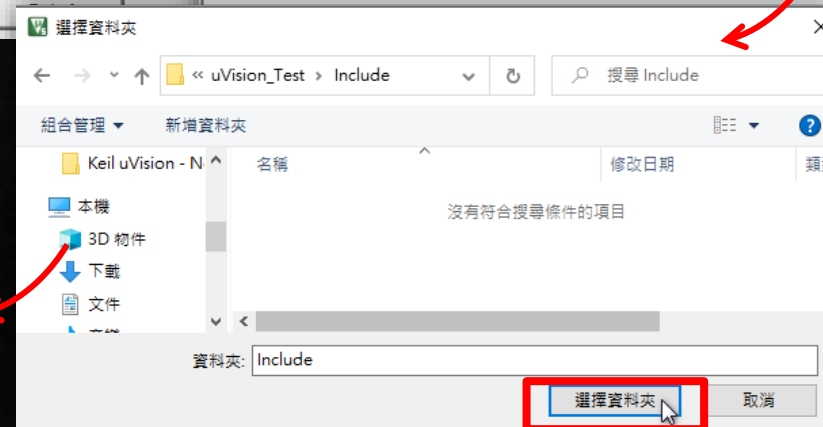 選擇資料夾
« uVision_Test › Include
搜尋 Include
組合管理
新增資料夾
Keil uVision - N
名稱
修改日期
本機
沒有符合搜尋條件的項目
3D 物件
下載
文件
資料夾: Include
選擇資料夾
取消